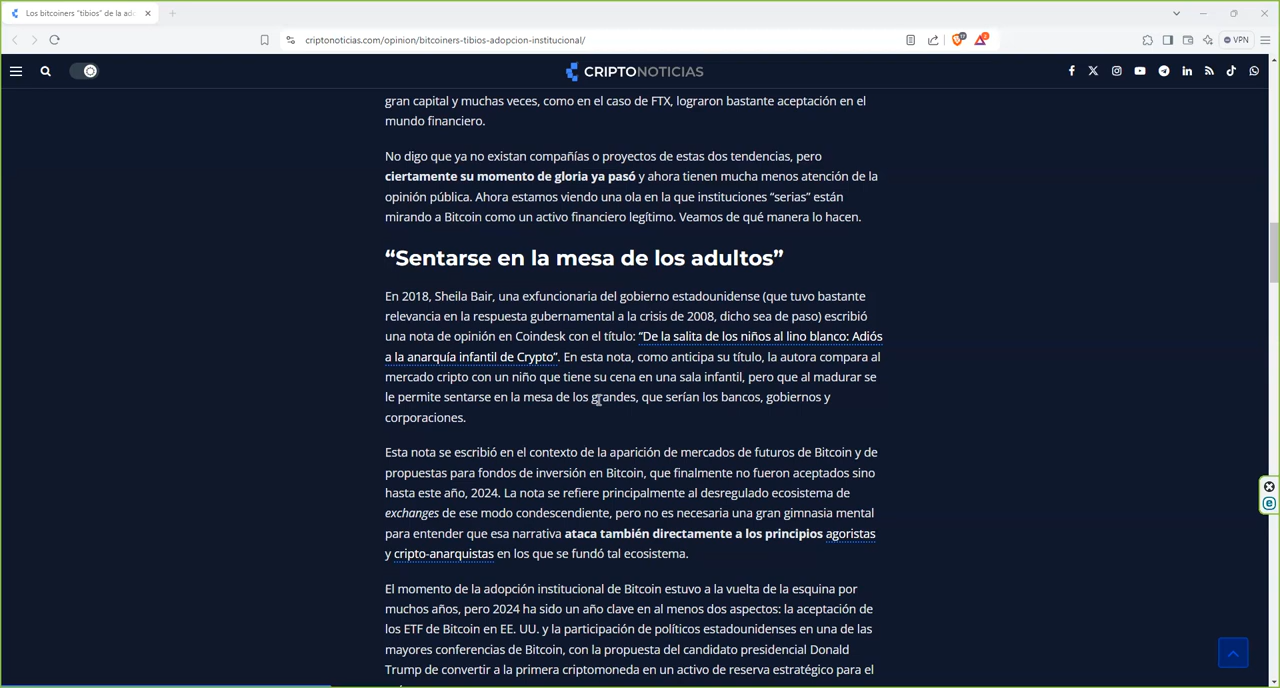 Los bitcoiners “tibios” de la ado
criptonoticias.com/opinion/bitcoiners-tibios-adopcion-institucional/
VPN
CRIPTONOTICIAS
gran capital y muchas veces, como en el caso de FTX, lograron bastante aceptación en el
mundo financiero.
No digo que ya no existan compañías o proyectos de estas dos tendencias, pero
ciertamente su momento de gloria ya pasó y ahora tienen mucha menos atención de la
opinión pública. Ahora estamos viendo una ola en la que instituciones “serias” están
mirando a Bitcoin como un activo financiero legítimo. Veamos de qué manera lo hacen.
“Sentarse en la mesa de los adultos”
En 2018, Sheila Bair, una exfuncionaria del gobierno estadounidense (que tuvo bastante
relevancia en la respuesta gubernamental a la crisis de 2008, dicho sea de paso) escribió
una nota de opinión en Coindesk con el título: “De la salita de los niños al lino blanco: Adiós
a la anarquía infantil de Crypto”. En esta nota, como anticipa su título, la autora compara al
mercado cripto con un niño que tiene su cena en una sala infantil, pero que al madurar se
le permite sentarse en la mesa de los grandes, que serían los bancos, gobiernos y
corporaciones.
Esta nota se escribió en el contexto de la aparición de mercados de futuros de Bitcoin y de
propuestas para fondos de inversión en Bitcoin, que finalmente no fueron aceptados sino
hasta este año, 2024. La nota se refiere principalmente al desregulado ecosistema de
exchanges de ese modo condescendiente, pero no es necesaria una gran gimnasia mental
para entender que esa narrativa ataca también directamente a los principios agoristas
y cripto-anarquistas en los que se fundó tal ecosistema.
El momento de la adopción institucional de Bitcoin estuvo a la vuelta de la esquina por
muchos años, pero 2024 ha sido un año clave en al menos dos aspectos: la aceptación de
los ETF de Bitcoin en EE. UU. y la participación de políticos estadounidenses en una de las
mayores conferencias de Bitcoin, con la propuesta del candidato presidencial Donald
Trump de convertir a la primera criptomoneda en un activo de reserva estratégico para el